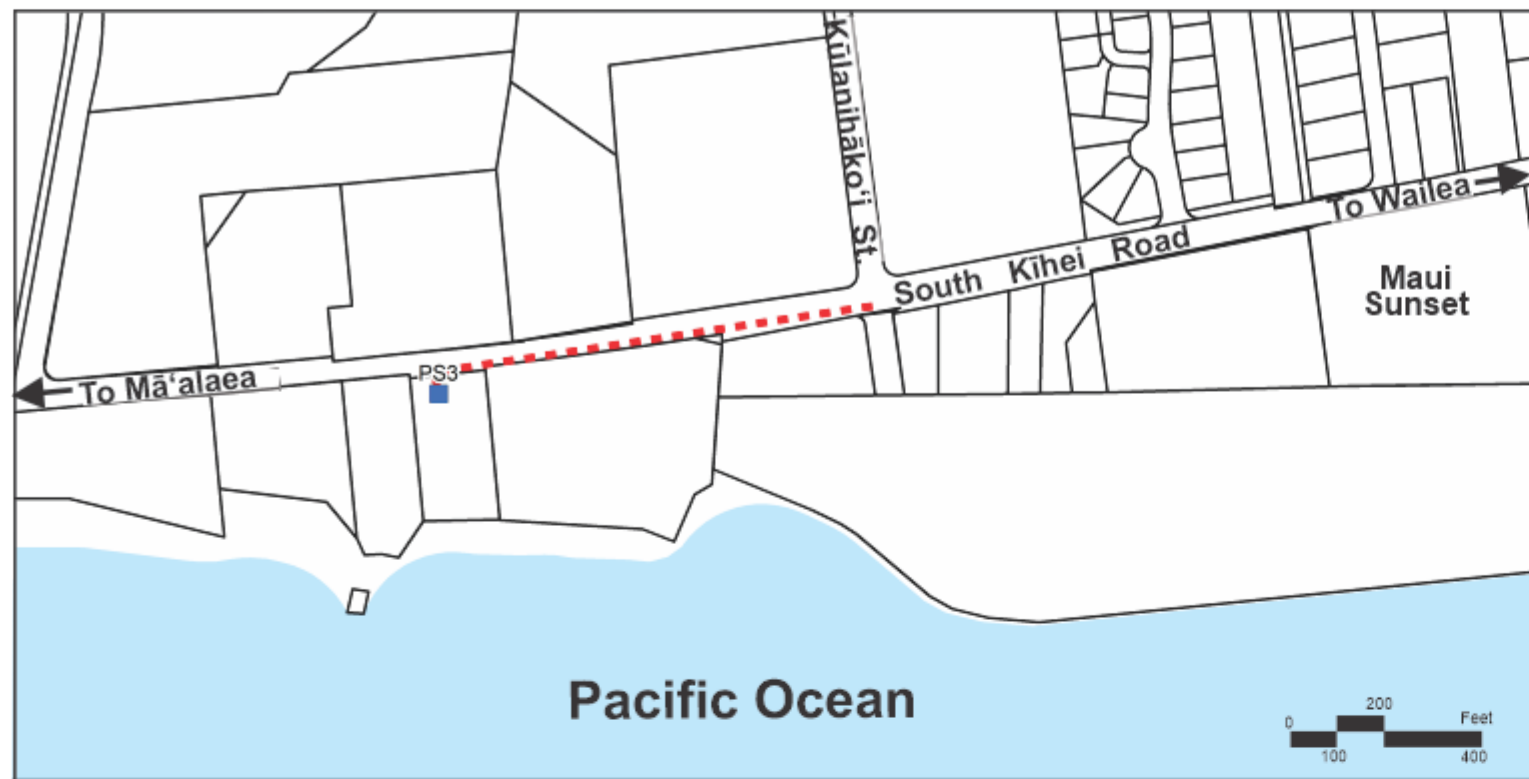 Kūlanihāko‘i St.
To Wailea
South Kīhei Road
Maui
Sunset
PS3
To Mā‘alaea
Pacific Ocean
0 200 Feet
100 400